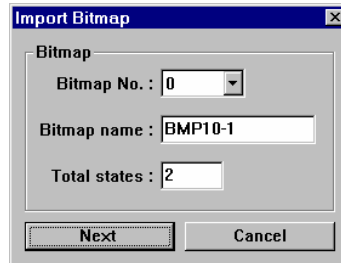 Import Bitmap
Bitmap
Bitmap No. : 0
Bitmap name : BMP10-1
Total states : 2
Next Cancel